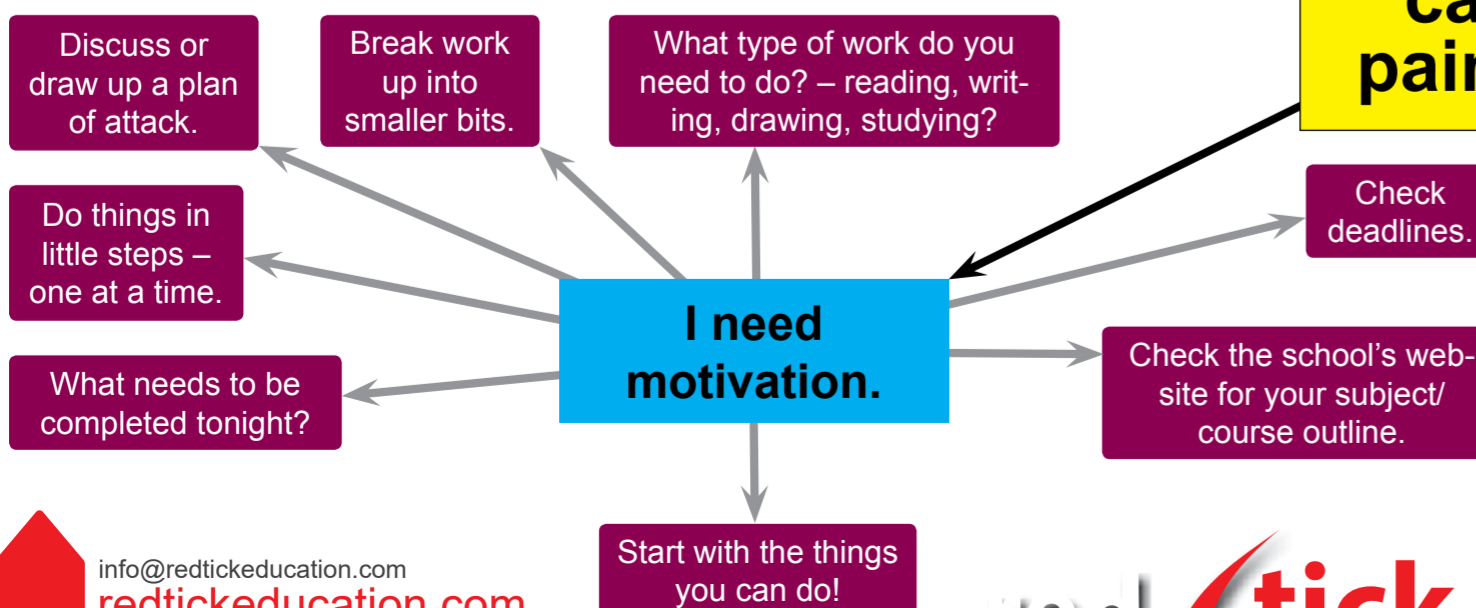 Discuss or
draw up a plan
of attack.
Break work
up into
smaller bits.
What type of work do you
need to do? – reading, writ-
ing, drawing, studying?
Do things in
little steps –
one at a time.
Check
deadlines.
I need
motivation.
What needs to be
completed tonight?
Check the school's web-
site for your subject/
course outline.
Start with the things
you can do!
info@redtickeducation.com
redtickeducation.com
tick